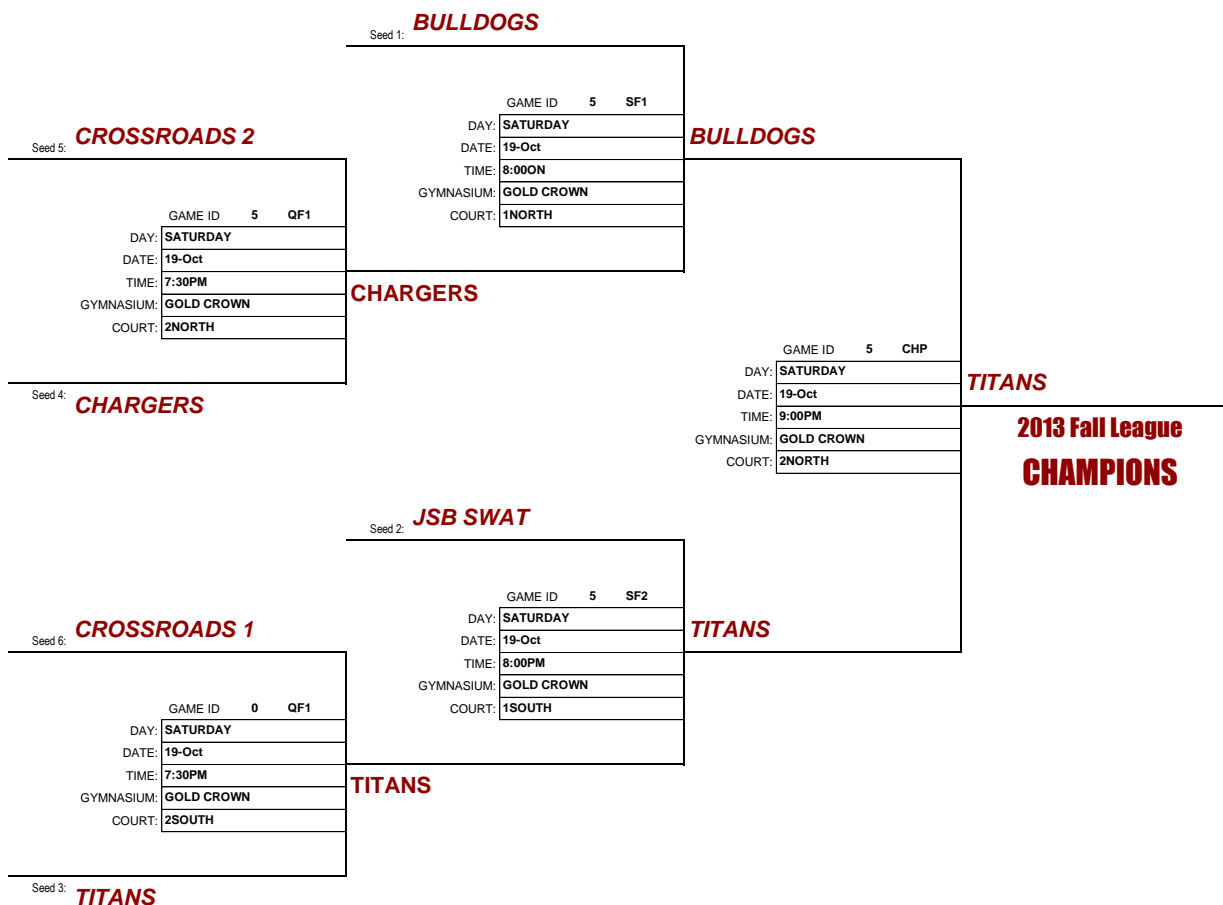 Seed 1: BULLDOGS
GAME ID 5 SF1
DAY: SATURDAY
DATE: 19-Oct
TIME: 8:00ON
GYMNASIUM: GOLD CROWN
COURT: 1NORTH
BULLDOGS
Seed 5: CROSSROADS 2
GAME ID 5 QF1
DAY: SATURDAY
DATE: 19-Oct
TIME: 7:30PM
GYMNASIUM: GOLD CROWN
COURT: 2NORTH
CHARGERS
Seed 4: CHARGERS
GAME ID 5 CHP
DAY: SATURDAY
DATE: 19-Oct
TIME: 9:00PM
GYMNASIUM: GOLD CROWN
COURT: 2NORTH
TITANS
2013 Fall League
CHAMPIONS
Seed 2: JSB SWAT
GAME ID 5 SF2
DAY: SATURDAY
DATE: 19-Oct
TIME: 8:00PM
GYMNASIUM: GOLD CROWN
COURT: 1SOUTH
TITANS
Seed 6: CROSSROADS 1
GAME ID 0 QF1
DAY: SATURDAY
DATE: 19-Oct
TIME: 7:30PM
GYMNASIUM: GOLD CROWN
COURT: 2SOUTH
TITANS
Seed 3: TITANS